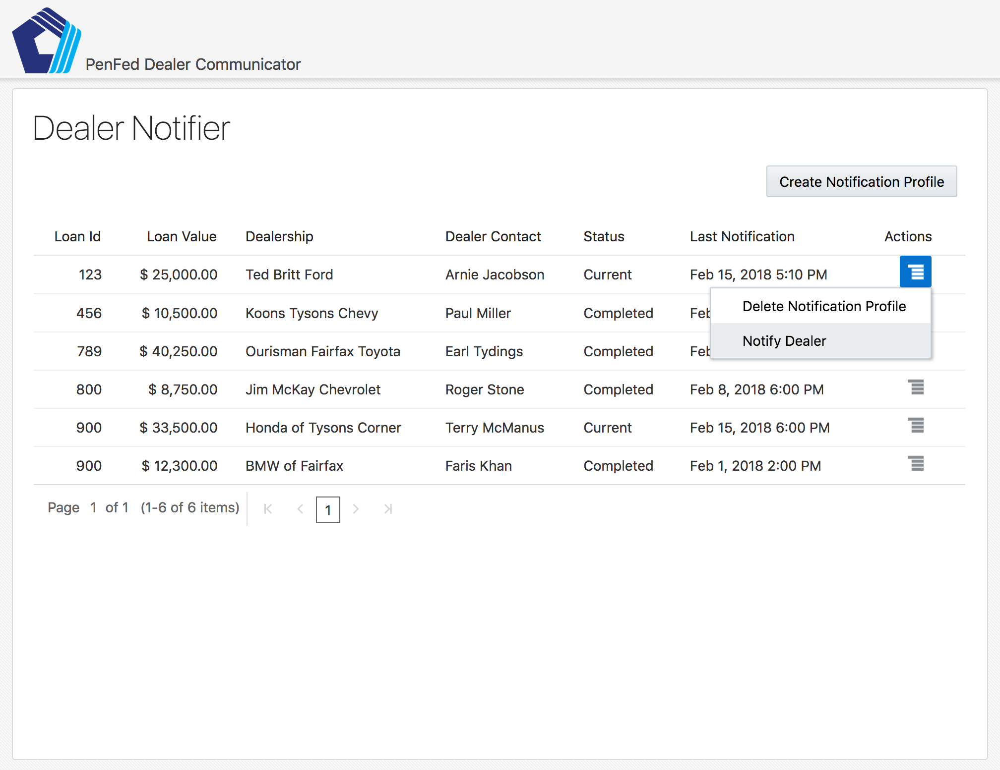 PenFed Dealer Communicator
Dealer Notifier
Create Notification Profile
Loan Id Loan Value Dealership Dealer Contact Status Last Notification Actions
123 $ 25,000.00 Ted Britt Ford Arnie Jacobson Current Feb 15, 2018 5:10 PM
Delete Notification Profile
456 $ 10,500.00 Koons Tysons Chevy Paul Miller Completed Feb
Notify Dealer
789 $ 40,250.00 Ourisman Fairfax Toyota Earl Tydings Completed Feb
800 $ 8,750.00 Jim McKay Chevrolet Roger Stone Completed Feb 8, 2018 6:00 PM
900 $ 33,500.00 Honda of Tysons Corner Terry McManus Current Feb 15, 2018 6:00 PM
900 $ 12,300.00 BMW of Fairfax Faris Khan Completed Feb 1, 2018 2:00 PM
Page 1 of 1 (1-6 of 6 items) 1